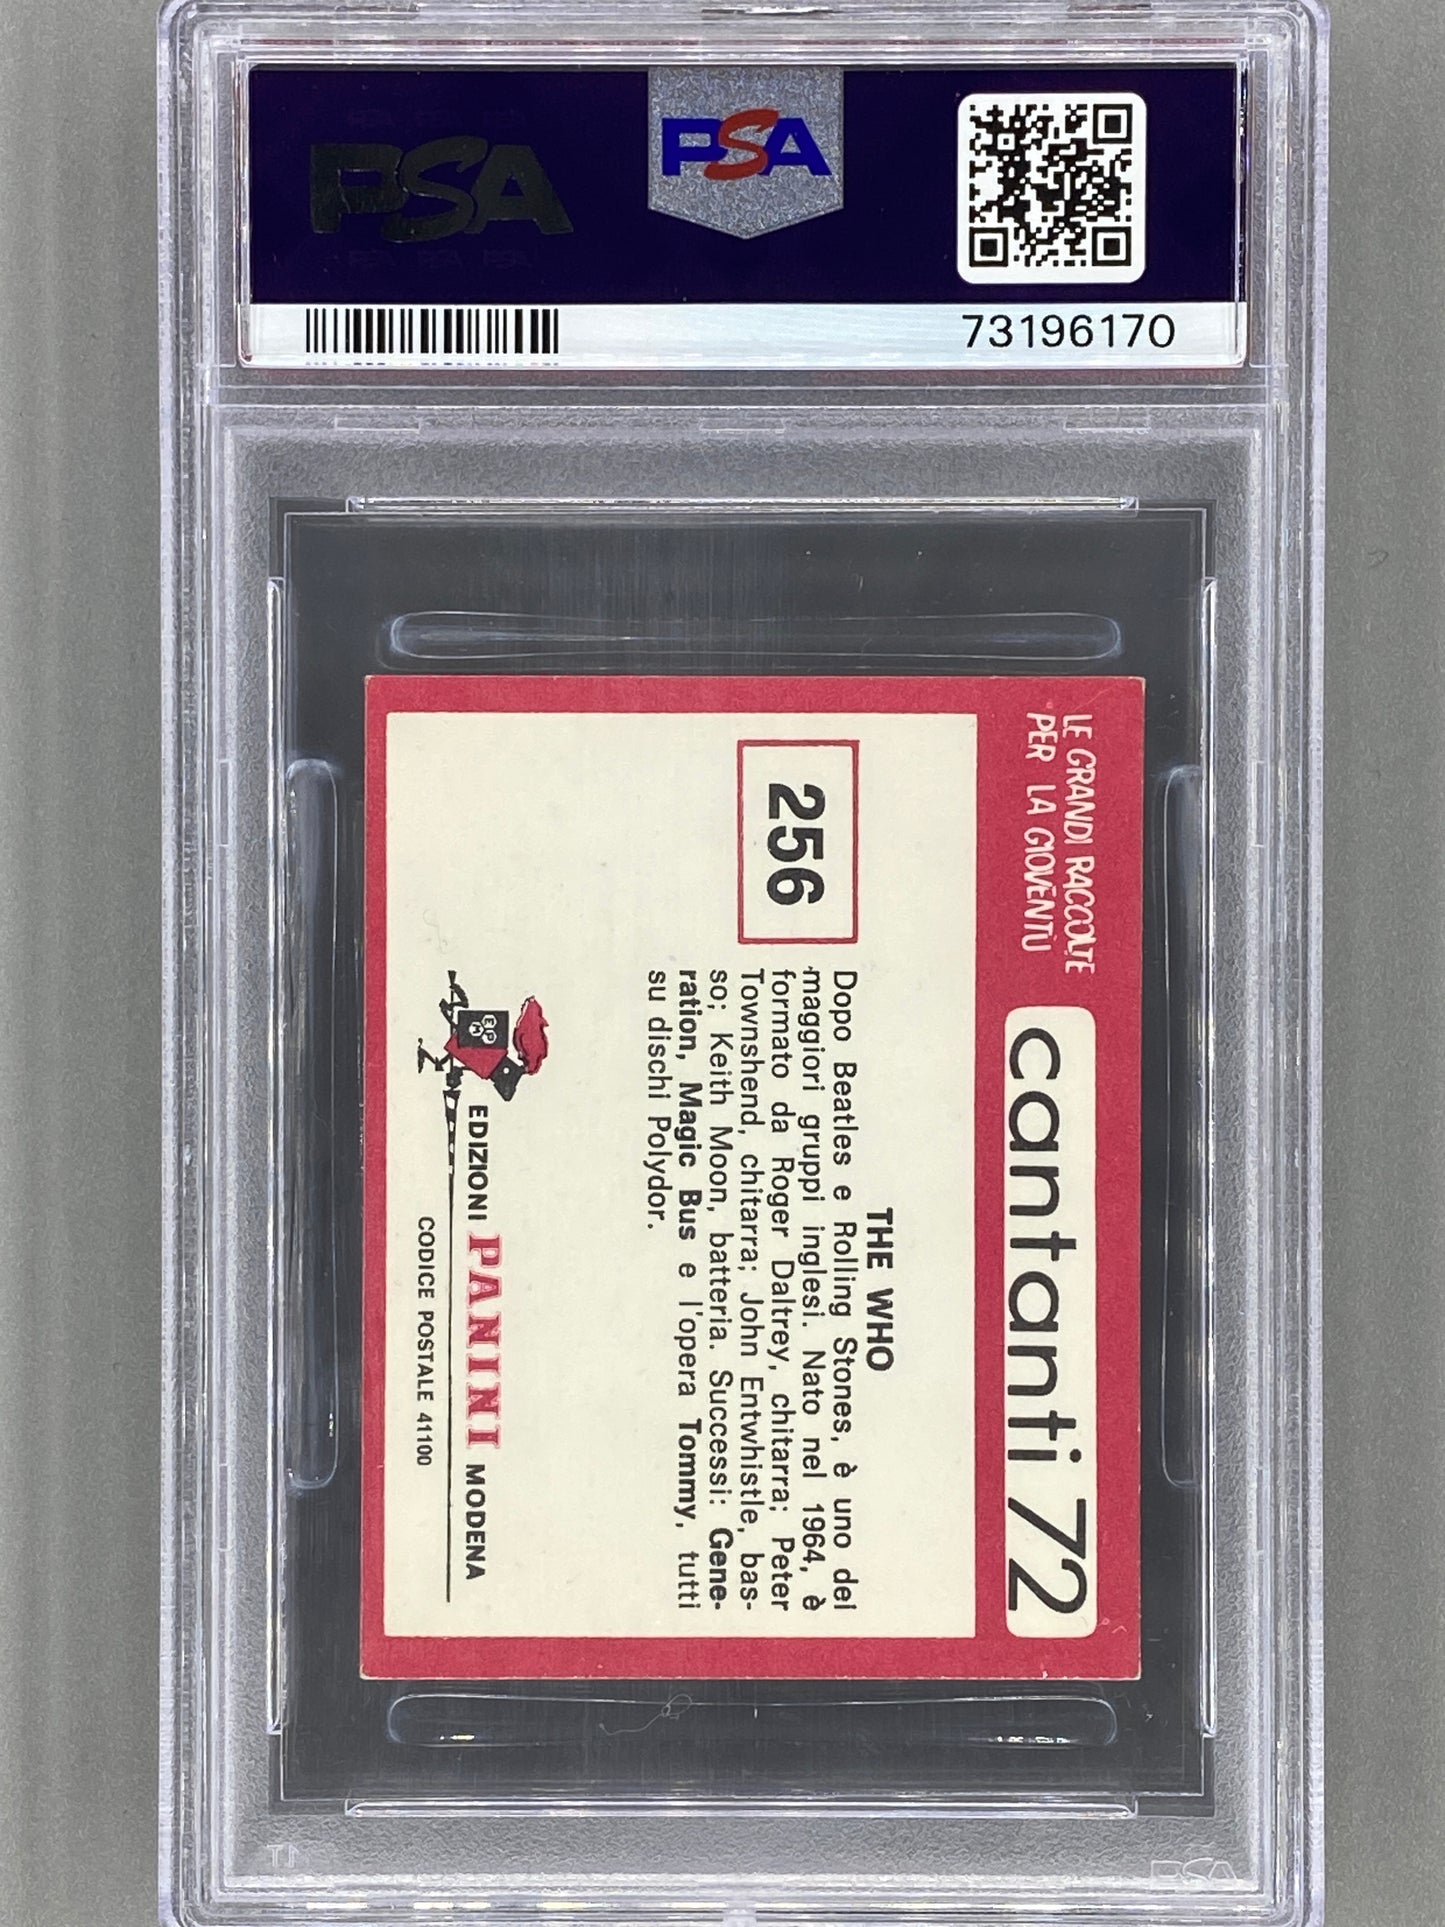 PSA
PSA
73196170
LE GRANDI RACCOLTE
PER LA GIOVENTÙ
cantanti 72
256
THE WHO
Dopo Beatles e Rolling Stones, è uno dei
maggiori gruppi inglesi. Nato nel 1964, è
formato da Roger Daltrey, chitarra; Peter
Townshend, chitarra; John Entwhistle, bas-
so; Keith Moon, batteria. Successi: Gene-
ration, Magic Bus e l'opera Tommy, tutti
su dischi Polydor.
EPM
EDIZIONI PANINI MODENA
CODICE POSTALE 41100
PSA